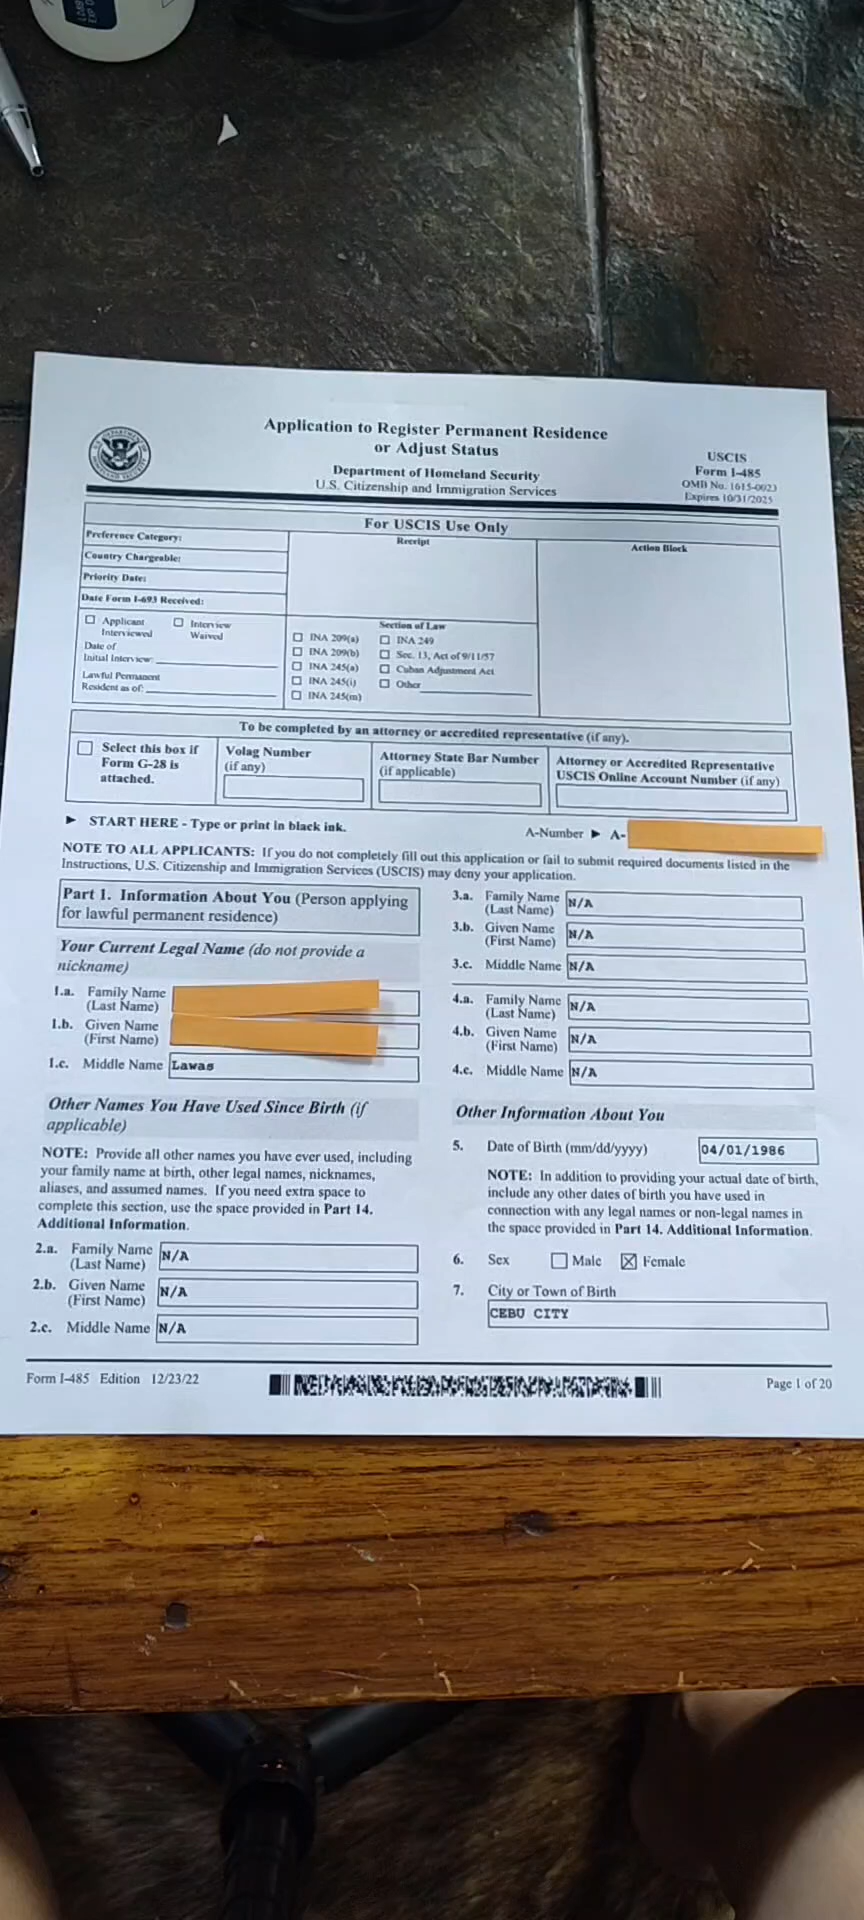 Application to Register Permanent Residence
or Adjust Status
Department of Homeland Security
U.S. Citizenship and Immigration Services
USCIS
Form I-485
OMB No. 1615-0023
Expires 10/31/2025
For USCIS Use Only
Preference Category:
Country Chargeable:
Priority Date:
Date Form I-693 Received:
Applicant Interviewed
Interview Waived
Date of
Initial Interview:
Lawful Permanent
Resident as of:
Receipt
Section of Law
INA 209(a)
INA 209(b)
INA 245(a)
INA 245(i)
INA 245(m)
INA 249
Sec. 13, Act of 9/11/57
Cuban Adjustment Act
Other
Action Block
To be completed by an attorney or accredited representative (if any).
Select this box if
Form G-28 is
attached.
Volag Number
(if any)
Attorney State Bar Number
(if applicable)
Attorney or Accredited Representative
USCIS Online Account Number (if any)
► START HERE - Type or print in black ink.
A-Number ► A-
NOTE TO ALL APPLICANTS: If you do not completely fill out this application or fail to submit required documents listed in the
Instructions, U.S. Citizenship and Immigration Services (USCIS) may deny your application.
Part 1. Information About You (Person applying
for lawful permanent residence)
Your Current Legal Name (do not provide a
nickname)
1.a. Family Name
(Last Name)
1.b. Given Name
(First Name)
1.c. Middle Name Lawas
Other Names You Have Used Since Birth (if
applicable)
NOTE: Provide all other names you have ever used, including
your family name at birth, other legal names, nicknames,
aliases, and assumed names. If you need extra space to
complete this section, use the space provided in Part 14.
Additional Information.
2.a. Family Name
(Last Name) N/A
2.b. Given Name
(First Name) N/A
2.c. Middle Name N/A
3.a. Family Name
(Last Name) N/A
3.b. Given Name
(First Name) N/A
3.c. Middle Name N/A
4.a. Family Name
(Last Name) N/A
4.b. Given Name
(First Name) N/A
4.c. Middle Name N/A
Other Information About You
5. Date of Birth (mm/dd/yyyy) 04/01/1986
NOTE: In addition to providing your actual date of birth,
include any other dates of birth you have used in
connection with any legal names or non-legal names in
the space provided in Part 14. Additional Information.
6. Sex Male Female
7. City or Town of Birth
CEBU CITY
Form I-485 Edition 12/23/22
Page 1 of 20